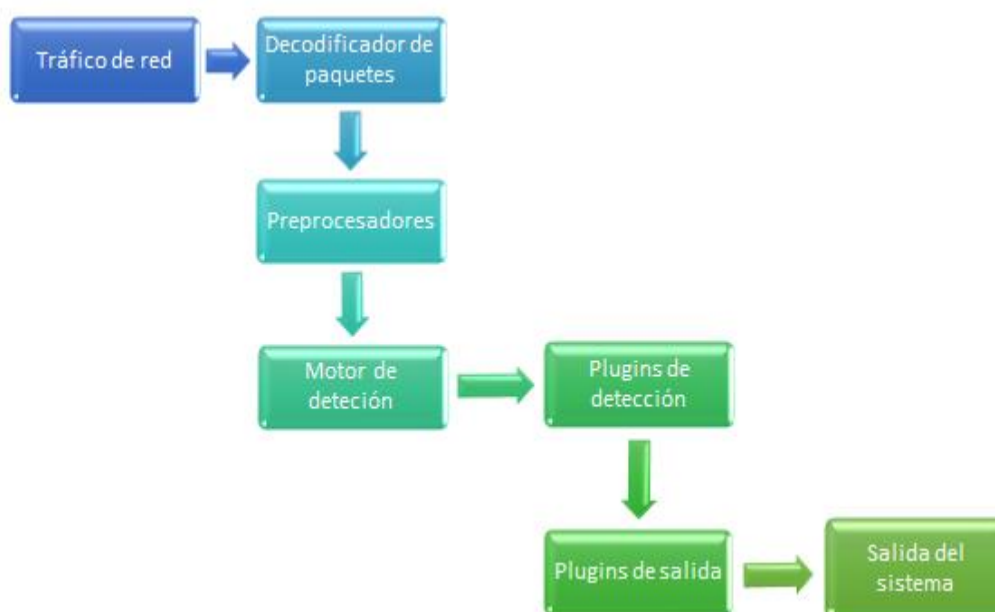 Tráfico de red
Decodificador de
paquetes
Preprocesadores
Motor de
deteción
Plugins de
detección
Plugins de salida
Salida del
sistema